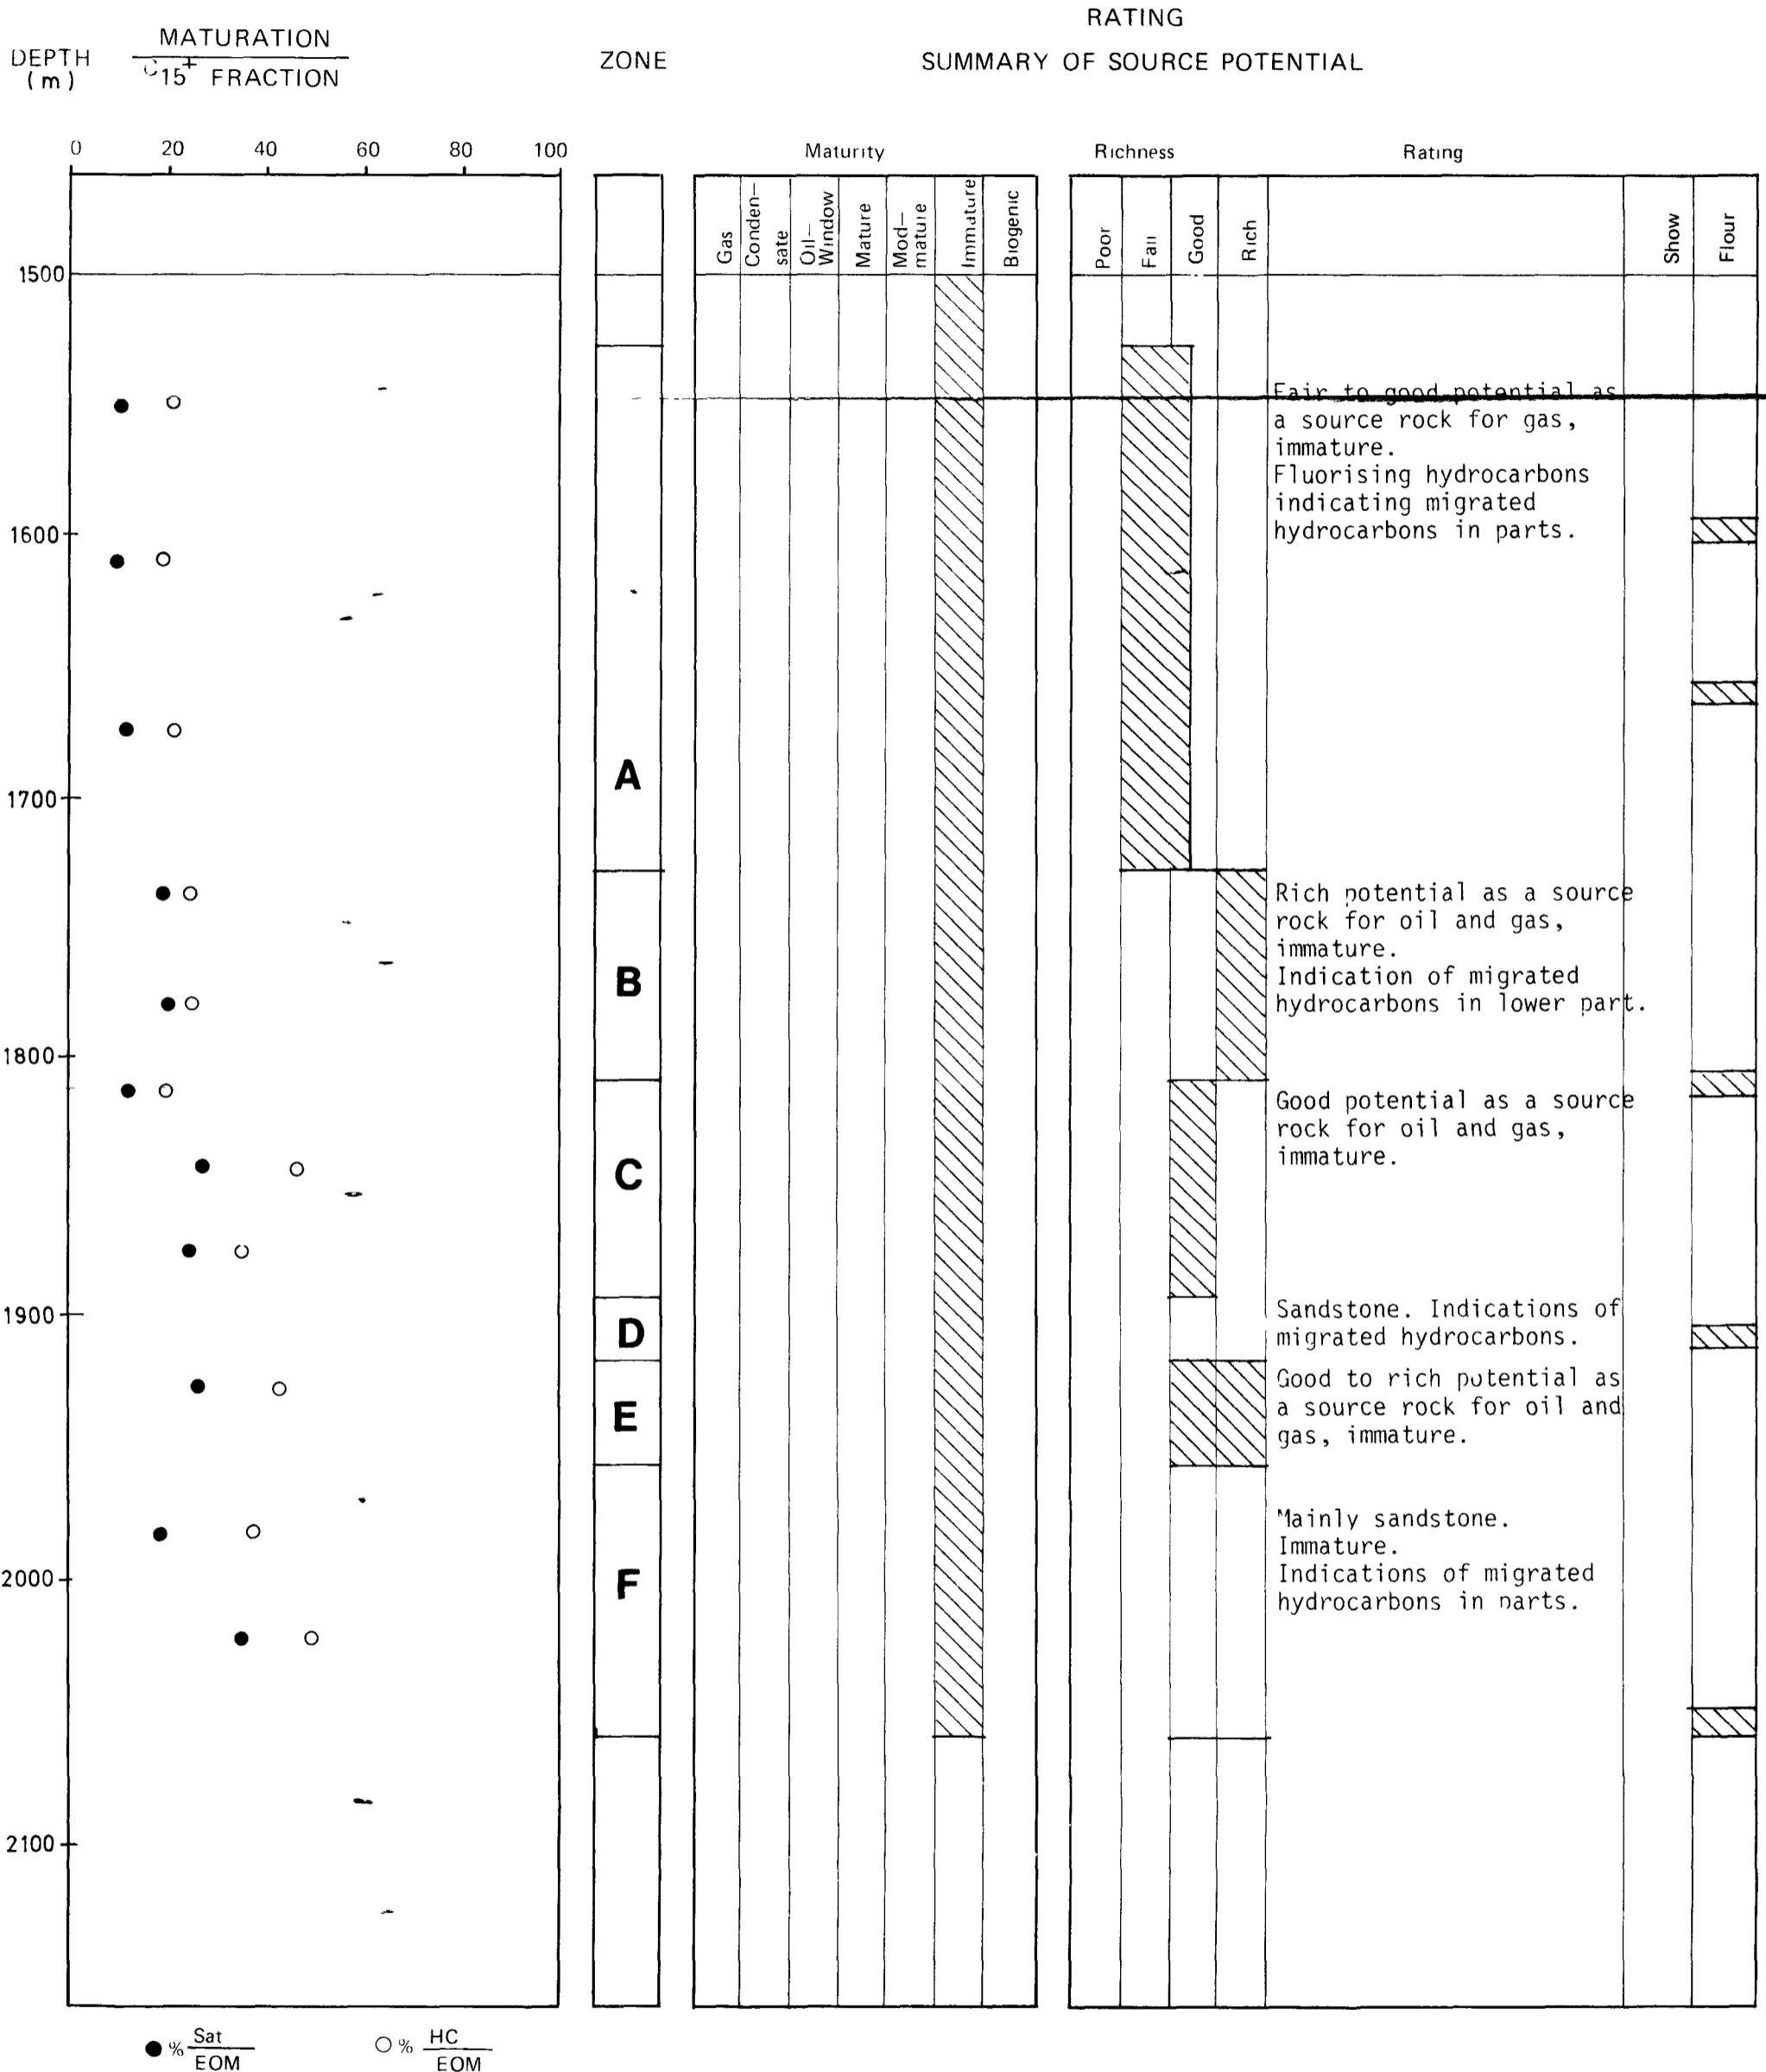 RATING
SUMMARY OF SOURCE POTENTIAL
DEPTH
(m)
MATURATION
C15+ FRACTION
ZONE
0 20 40 60 80 100
Maturity
Richness
Rating
Gas
Conden-
sate
Oil-
Window
Mature
Mod-
mature
Immature
Biogenic
Poor
Fair
Good
Rich
Show
Flour
1500
1600
1700
1800
1900
2000
2100
A
B
C
D
E
F
Fair to good potential as
a source rock for gas,
immature.
Fluorising hydrocarbons
indicating migrated
hydrocarbons in parts.
Rich potential as a source
rock for oil and gas,
immature.
Indication of migrated
hydrocarbons in lower part.
Good potential as a source
rock for oil and gas,
immature.
Sandstone. Indications of
migrated hydrocarbons.
Good to rich potential as
a source rock for oil and
gas, immature.
Mainly sandstone.
Immature.
Indications of migrated
hydrocarbons in parts.
● % Sat
EOM
○ % HC
EOM